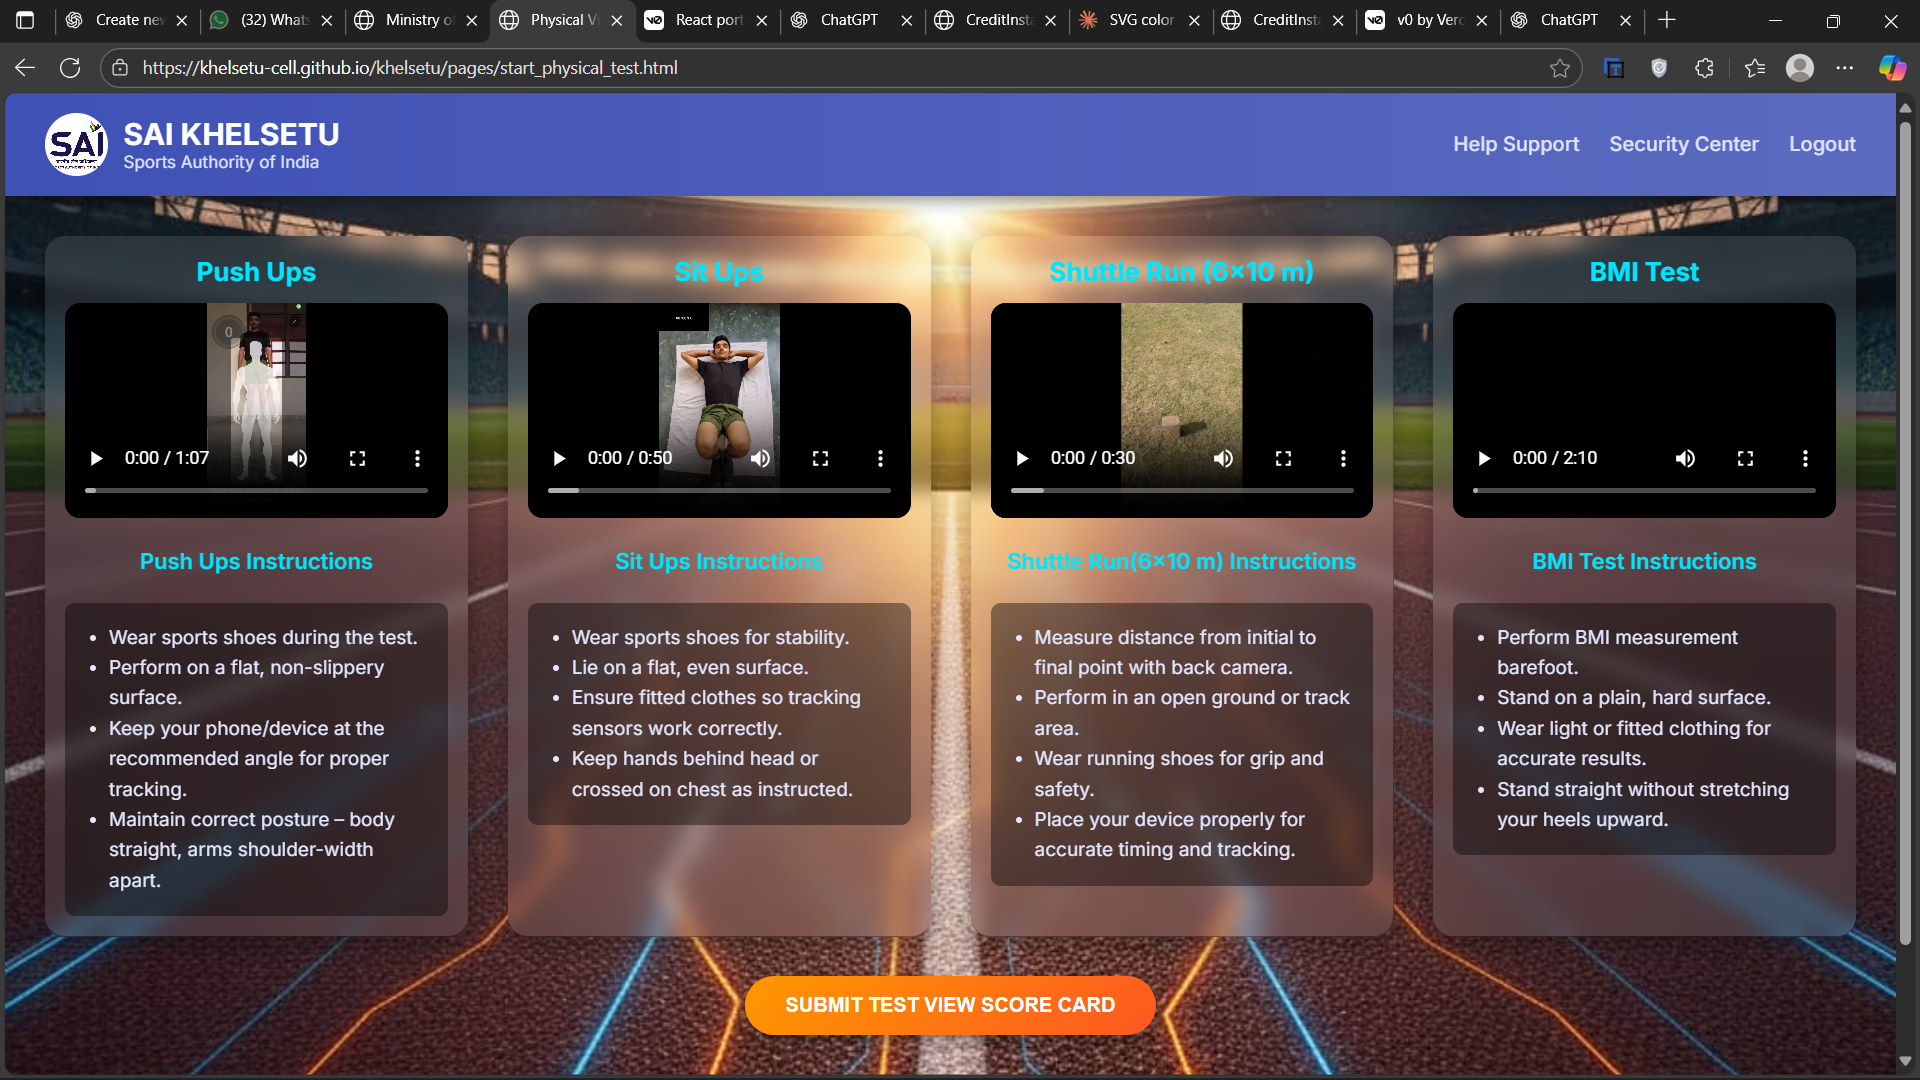 Create nev
(32) Whats
Ministry of
Physical Vi
React port
ChatGPT
CreditInsta
SVG color
CreditInsta
v0 by Verc
ChatGPT
https://khelsetu-cell.github.io/khelsetu/pages/start_physical_test.html
SAI
SAI KHELSETU
Sports Authority of India
Help Support
Security Center
Logout
Push Ups
0
0:00 / 1:07
Push Ups Instructions
• Wear sports shoes during the test.
• Perform on a flat, non-slippery
surface.
• Keep your phone/device at the
recommended angle for proper
tracking.
• Maintain correct posture – body
straight, arms shoulder-width
apart.
Sit Ups
0:00 / 0:50
Sit Ups Instructions
• Wear sports shoes for stability.
• Lie on a flat, even surface.
• Ensure fitted clothes so tracking
sensors work correctly.
• Keep hands behind head or
crossed on chest as instructed.
Shuttle Run (6×10 m)
0:00 / 0:30
Shuttle Run(6×10 m) Instructions
• Measure distance from initial to
final point with back camera.
• Perform in an open ground or track
area.
• Wear running shoes for grip and
safety.
• Place your device properly for
accurate timing and tracking.
BMI Test
0:00 / 2:10
BMI Test Instructions
• Perform BMI measurement
barefoot.
• Stand on a plain, hard surface.
• Wear light or fitted clothing for
accurate results.
• Stand straight without stretching
your heels upward.
SUBMIT TEST VIEW SCORE CARD